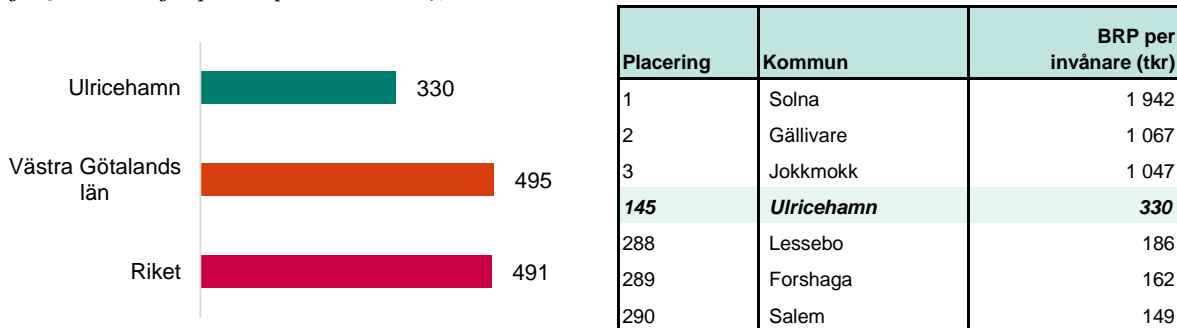 Ulricehamn
330
Västra Götalands
län
495
Riket
491
Placering Kommun BRP per
invånare (tkr)
1 Solna 1 942
2 Gällivare 1 067
3 Jokkmokk 1 047
145 Ulricehamn 330
288 Lessebo 186
289 Forshaga 162
290 Salem 149